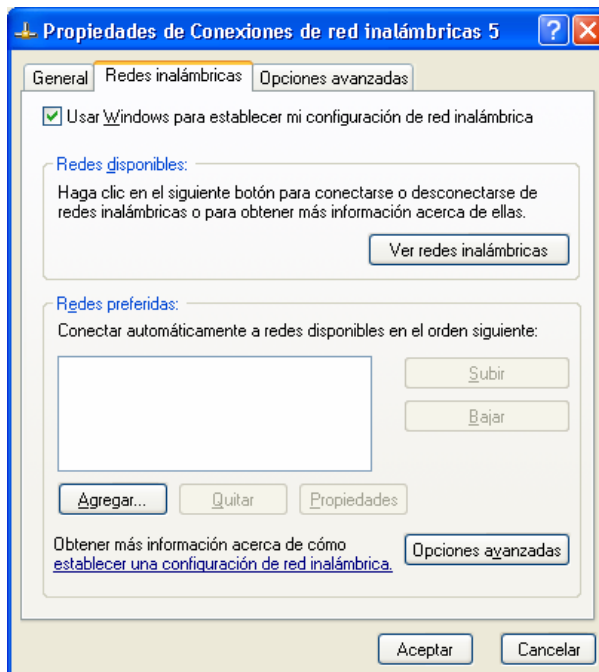 Propiedades de Conexiones de red inalámbricas 5
General
Redes inalámbricas
Opciones avanzadas
Usar Windows para establecer mi configuración de red inalámbrica
Redes disponibles:
Haga clic en el siguiente botón para conectarse o desconectarse de
redes inalámbricas o para obtener más información acerca de ellas.
Ver redes inalámbricas
Redes preferidas:
Conectar automáticamente a redes disponibles en el orden siguiente:
Subir
Bajar
Agregar...
Quitar
Propiedades
Obtener más información acerca de cómo
establecer una configuración de red inalámbrica.
Opciones avanzadas
Aceptar
Cancelar